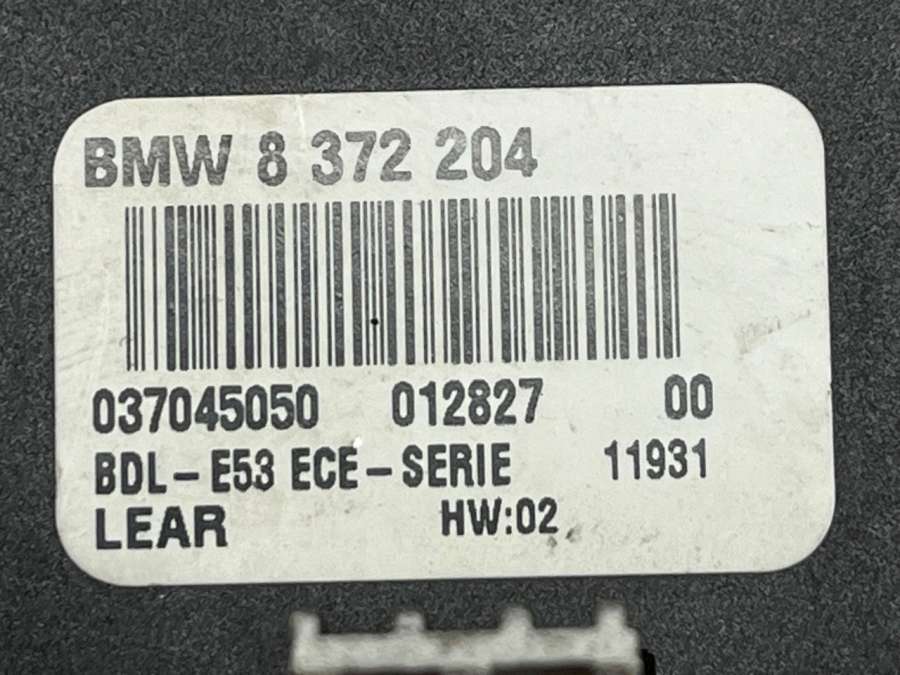 BMW 8 372 204
037045050 012827 00
BDL-E53 ECE-SERIE 11931
LEAR HW:02